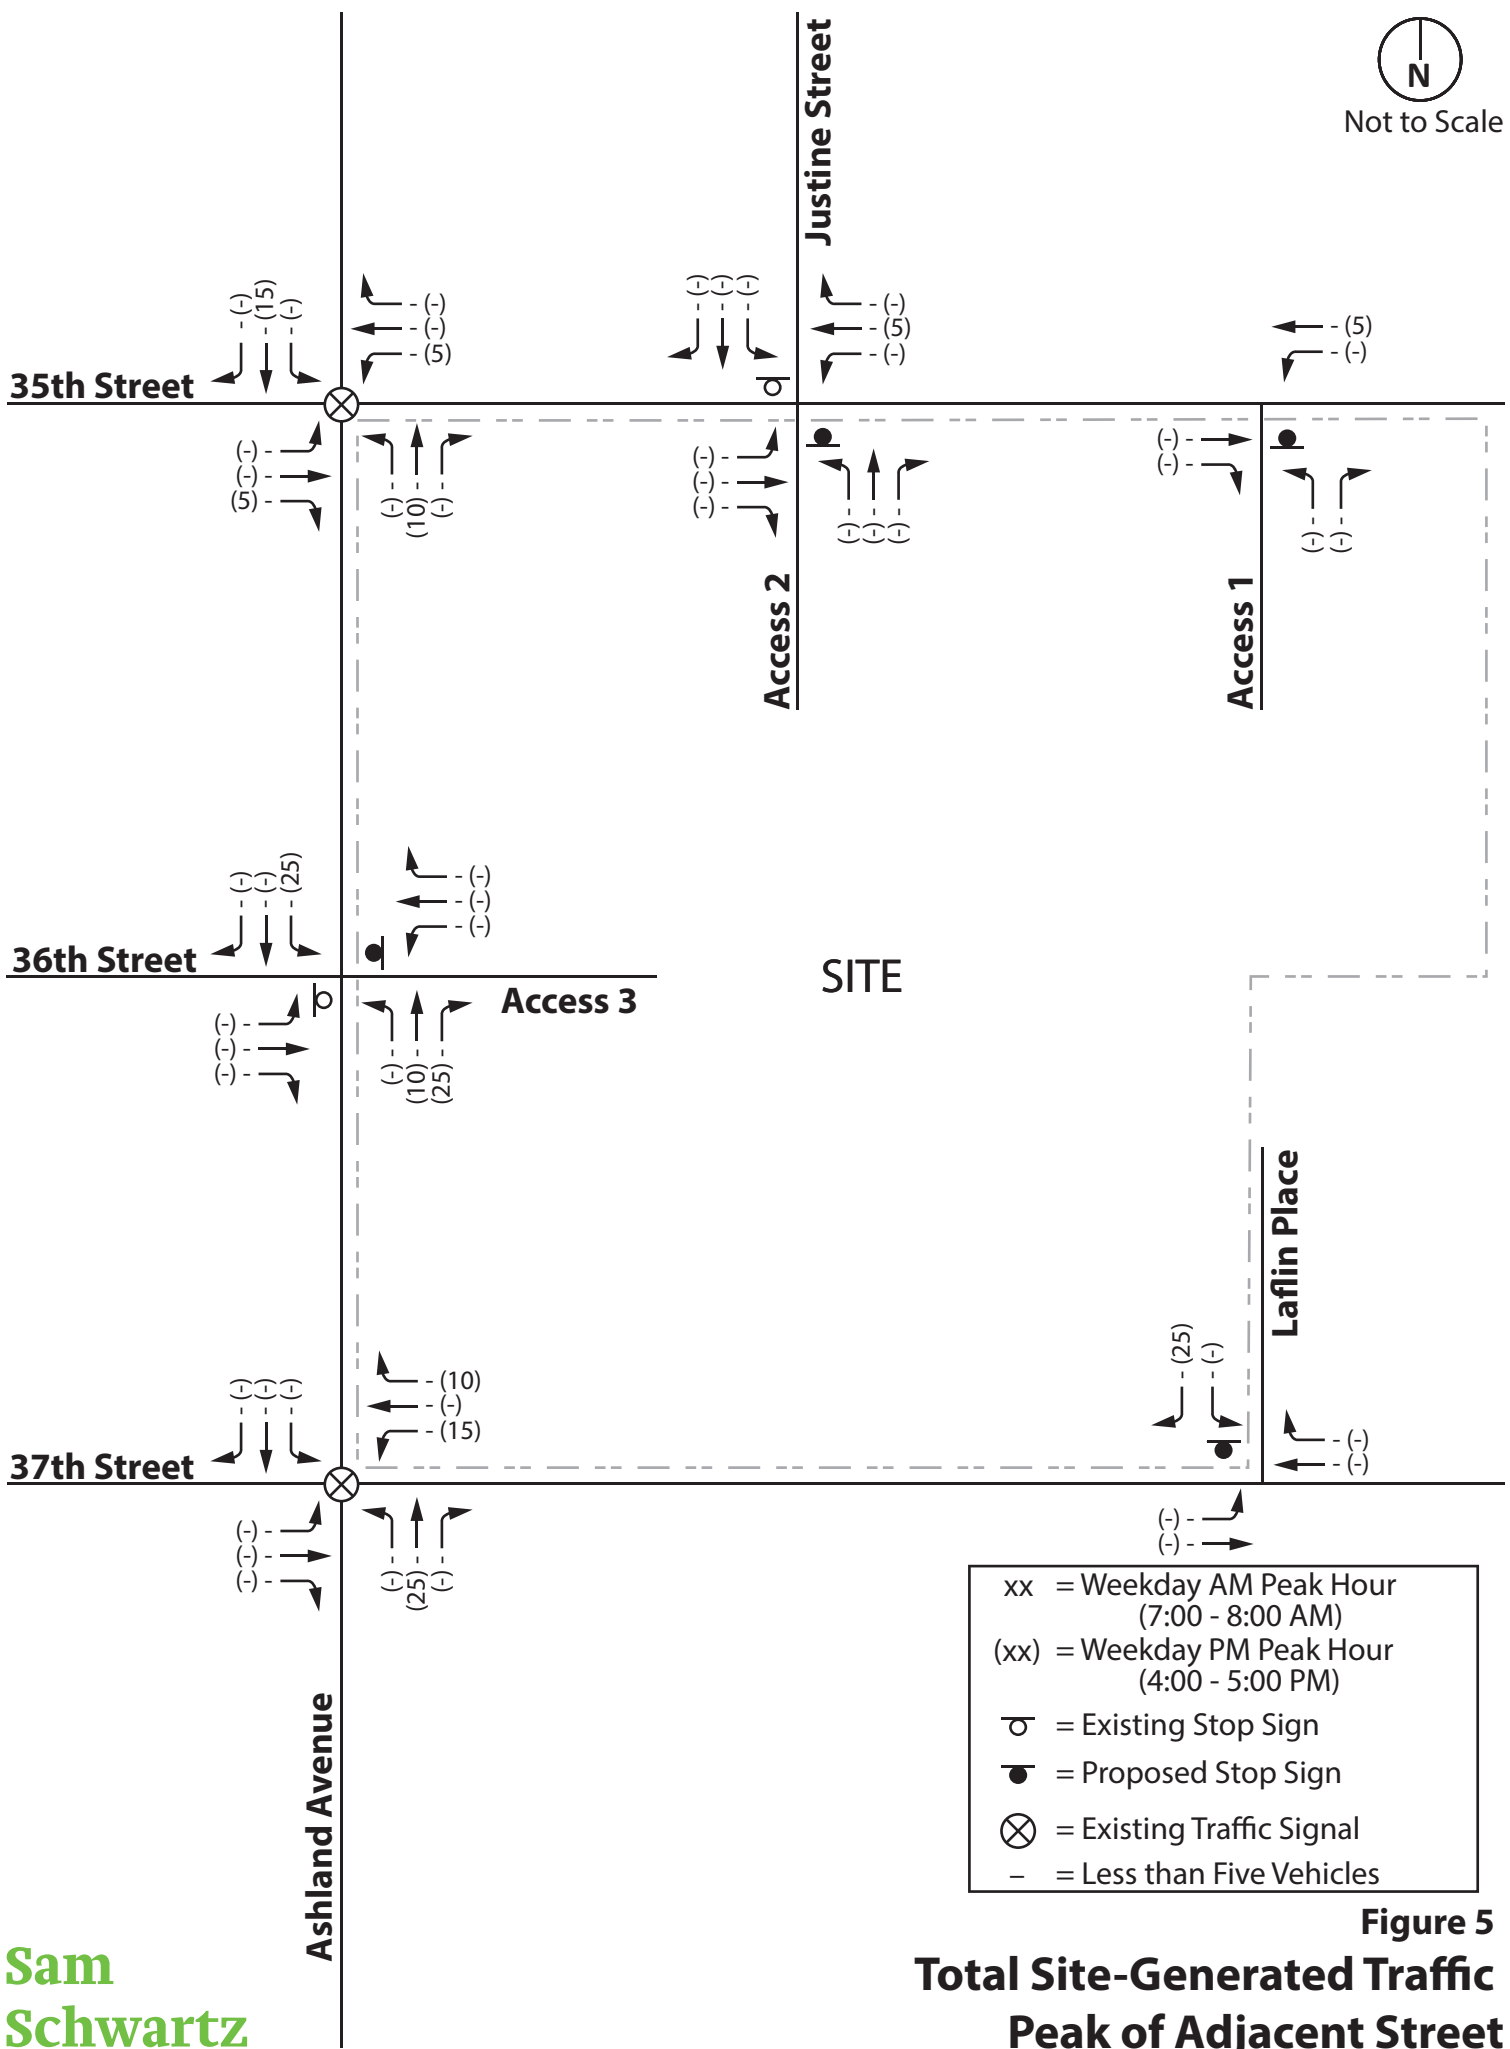 N
Not to Scale
Justine Street
- (-)
- (15)
- (-)
- (-)
- (-)
- (5)
- (-)
- (-)
- (-)
- (-)
- (5)
- (-)
- (5)
- (-)
35th Street
(-) -
(-) -
(5) -
(-) -
(10) -
(-) -
(-) -
(-) -
(-) -
(-) -
(-) -
(-) -
(-) -
(-) -
(-) -
(-) -
Access 2
Access 1
- (-)
- (-)
- (25)
- (-)
- (-)
- (-)
36th Street
SITE
Access 3
(-) -
(-) -
(-) -
(-) -
(10) -
(25) -
Laflin Place
- (25)
- (-)
- (-)
- (-)
- (-)
- (10)
- (-)
- (15)
- (-)
- (-)
37th Street
(-) -
(-) -
(-) -
(-) -
(25) -
(-) -
(-) -
(-) -
xx = Weekday AM Peak Hour
(7:00 - 8:00 AM)
(xx) = Weekday PM Peak Hour
(4:00 - 5:00 PM)
= Existing Stop Sign
= Proposed Stop Sign
= Existing Traffic Signal
– = Less than Five Vehicles
Ashland Avenue
Figure 5
Total Site-Generated Traffic
Peak of Adjacent Street
Sam
Schwartz